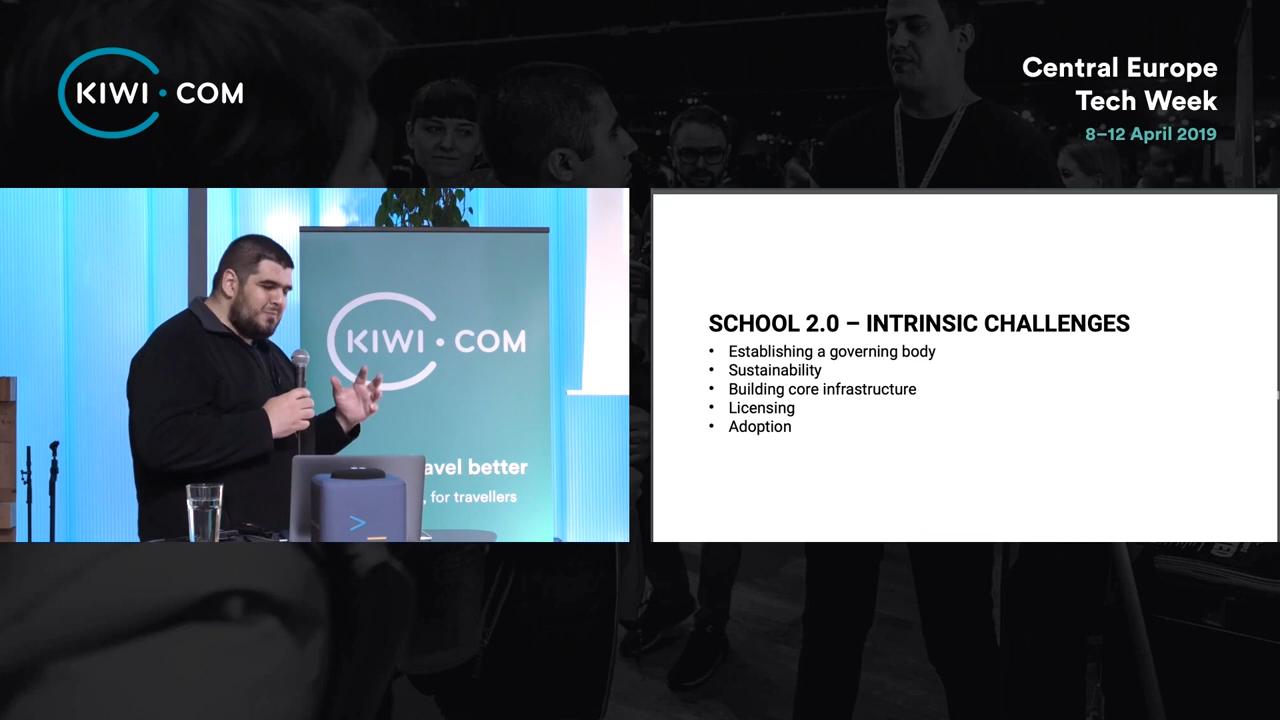 KIWI.COM
Central Europe
Tech Week
8–12 April 2019
KIWI.COM
avel better
, for travellers
>_
SCHOOL 2.0 – INTRINSIC CHALLENGES
• Establishing a governing body
• Sustainability
• Building core infrastructure
• Licensing
• Adoption